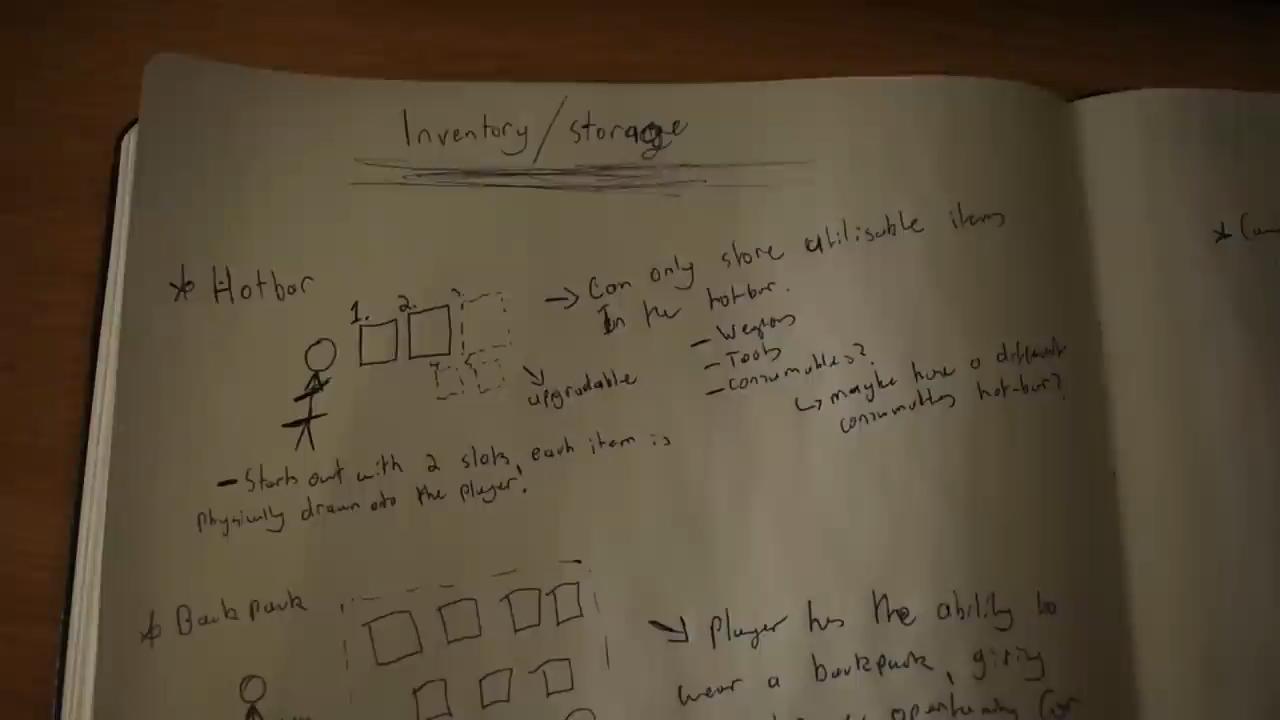 Inventory / storage
* Hotbar
1. 2. ?
→ Can only store utilisable items
In the hotbar.
- Weapons
- Tools
- consumables?
↳ maybe have a different
consumables hot-bar?
↘ upgradable
- Starts out with 2 slots, each item is
physically drawn onto the player.
* Backpack
↘ player has the ability to
wear a backpack, giving